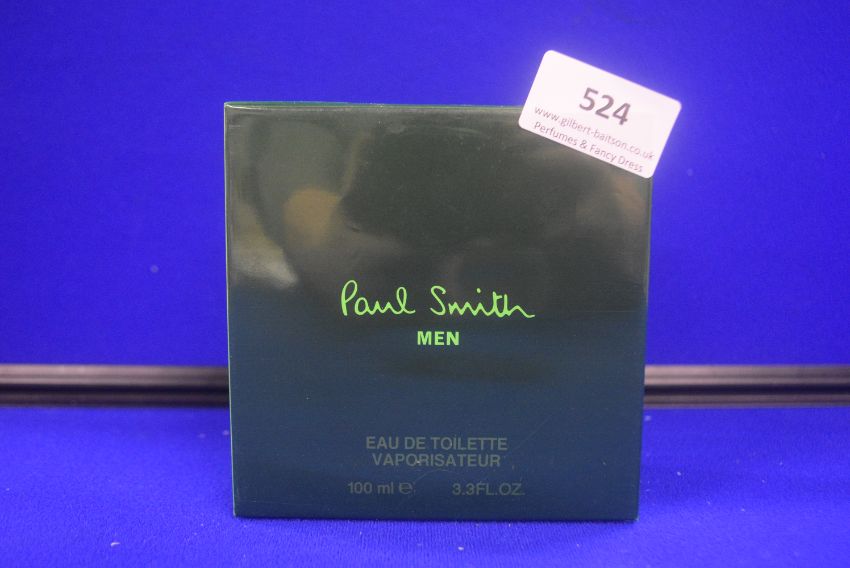 524
www.gilbert-baitson.co.uk
Perfumes & Fancy Dress
Paul Smith
MEN
EAU DE TOILETTE
VAPORISATEUR
100 ml ℮ 3.3FL.OZ.